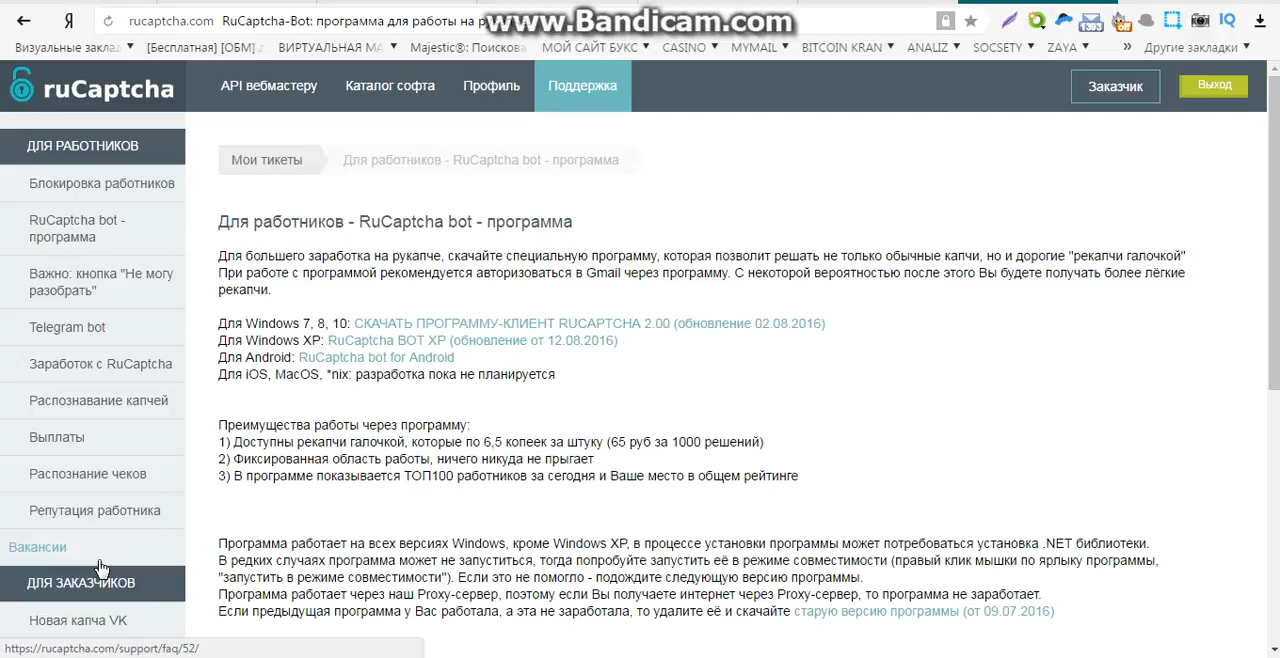 rucaptcha.com RuCaptcha-Bot: программа для работы на
www.Bandicam.com
1393
off
IQ
Визуальные заклад
[Бесплатная] [ОБМ]
ВИРТУАЛЬНАЯ МА
Majestic®: Поискова
МОЙ САЙТ БУКС
CASINO
MYMAIL
BITCOIN KRAN
ANALIZ
SOCSETY
ZAYA
»
Другие закладки
ruCaptcha
API вебмастеру
Каталог софта
Профиль
Поддержка
Заказчик
Выход
ДЛЯ РАБОТНИКОВ
Блокировка работников
RuCaptcha bot -
программа
Важно: кнопка "Не могу
разобрать"
Telegram bot
Заработок с RuCaptcha
Распознавание капчей
Выплаты
Распознание чеков
Репутация работника
Вакансии
ДЛЯ ЗАКАЗЧИКОВ
Новая капча VK
https://rucaptcha.com/support/faq/52/
Мои тикеты
Для работников - RuCaptcha bot - программа
Для работников - RuCaptcha bot - программа
Для большего заработка на рукапче, скачайте специальную программу, которая позволит решать не только обычные капчи, но и дорогие "рекапчи галочкой"
При работе с программой рекомендуется авторизоваться в Gmail через программу. С некоторой вероятностью после этого Вы будете получать более лёгкие
рекапчи.
Для Windows 7, 8, 10: СКАЧАТЬ ПРОГРАММУ-КЛИЕНТ RUCAPTCHA 2.00 (обновление 02.08.2016)
Для Windows XP: RuCaptcha BOT XP (обновление от 12.08.2016)
Для Android: RuCaptcha bot for Android
Для iOS, MacOS, *nix: разработка пока не планируется
Преимущества работы через программу:
1) Доступны рекапчи галочкой, которые по 6,5 копеек за штуку (65 руб за 1000 решений)
2) Фиксированная область работы, ничего никуда не прыгает
3) В программе показывается ТОП100 работников за сегодня и Ваше место в общем рейтинге
Программа работает на всех версиях Windows, кроме Windows XP, в процессе установки программы может потребоваться установка .NET библиотеки.
В редких случаях программа может не запуститься, тогда попробуйте запустить её в режиме совместимости (правый клик мышки по ярлыку программы,
"запустить в режиме совместимости"). Если это не помогло - подождите следующую версию программы.
Программа работает через наш Proxy-сервер, поэтому если Вы получаете интернет через Proxy-сервер, то программа не заработает.
Если предыдущая программа у Вас работала, а эта не заработала, то удалите её и скачайте старую версию программы (от 09.07.2016)